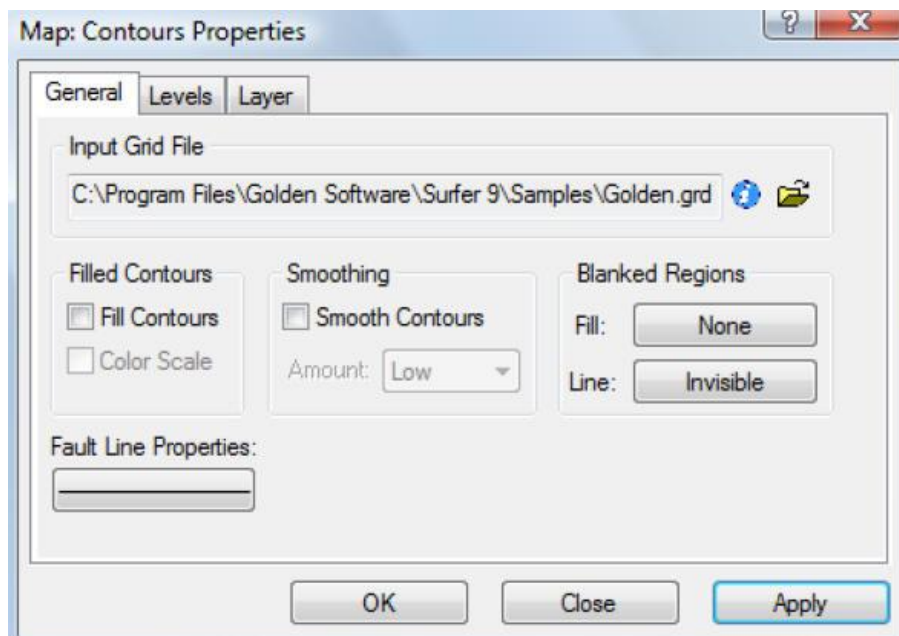 Map: Contours Properties
?
X
General Levels Layer
Input Grid File
C:\Program Files\Golden Software\Surfer 9\Samples\Golden.grd
Filled Contours
Fill Contours
Color Scale
Smoothing
Smooth Contours
Amount: Low
Blanked Regions
Fill: None
Line: Invisible
Fault Line Properties:
OK Close Apply